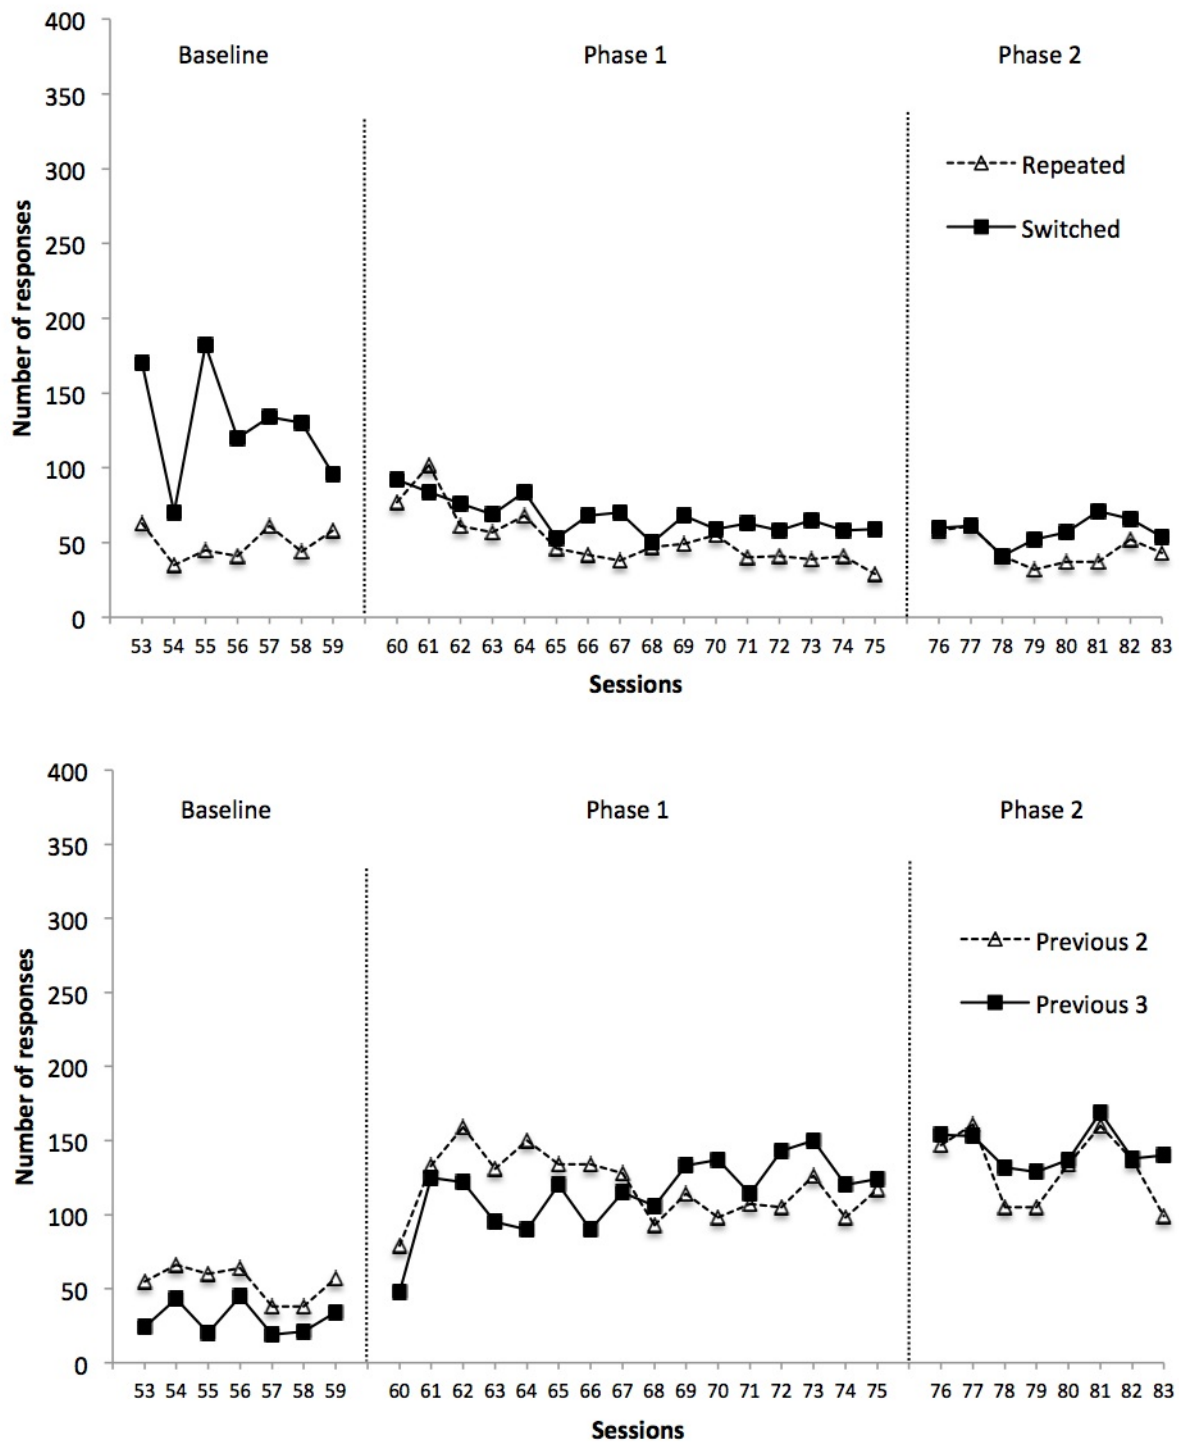 400
Baseline Phase 1 Phase 2
350
300
Repeated
250
Switched
200
150
100
50
0
Number of responses
53 54 55 56 57 58 59 60 61 62 63 64 65 66 67 68 69 70 71 72 73 74 75 76 77 78 79 80 81 82 83
Sessions
400
Baseline Phase 1 Phase 2
350
300
Previous 2
250
Previous 3
200
150
100
50
0
Number of responses
53 54 55 56 57 58 59 60 61 62 63 64 65 66 67 68 69 70 71 72 73 74 75 76 77 78 79 80 81 82 83
Sessions